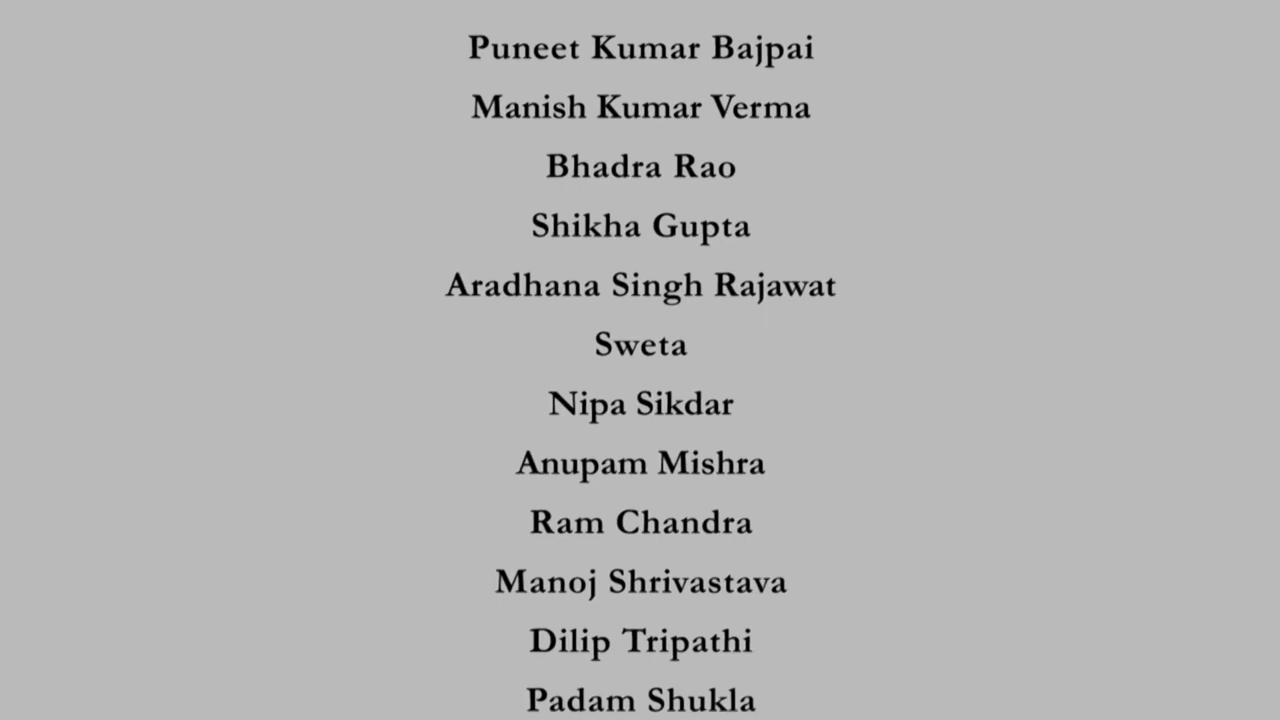 Puneet Kumar Bajpai
Manish Kumar Verma
Bhadra Rao
Shikha Gupta
Aradhana Singh Rajawat
Sweta
Nipa Sikdar
Anupam Mishra
Ram Chandra
Manoj Shrivastava
Dilip Tripathi
Padam Shukla